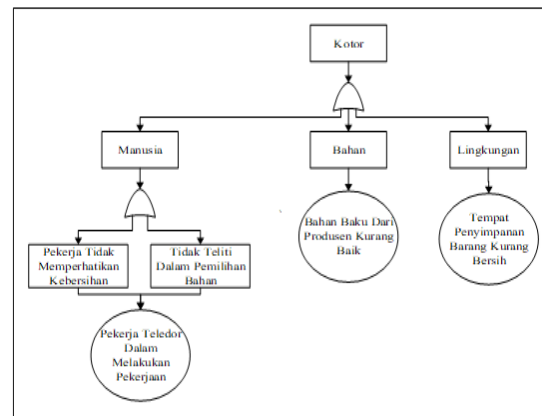 Kotor
Manusia
Bahan
Lingkungan
Pekerja Tidak
Memperhatikan
Kebersihan
Tidak Teliti
Dalam Pemilihan
Bahan
Bahan Baku Dari
Produsen Kurang
Baik
Tempat
Penyimpanan
Barang Kurang
Bersih
Pekerja Teledor
Dalam
Melakukan
Pekerjaan